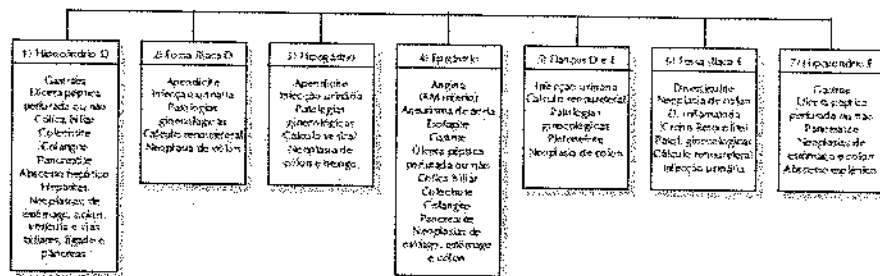 1) Hipocôndrio D
Gastrites
Úlcera péptica
perfurada ou não
Cólica biliar
Colecistite
Colangite
Pancreatite
Abscesso hepático
Hepatites
Neoplasias de
estômago, cólon,
vesícula e vias
biliares, fígado e
pâncreas
2) Fossa ilíaca D
Apendicite
Infecção urinária
Patologias
ginecológicas
Cálculo renoureteral
Neoplasia de cólon
3) Hipogástrio
Apendicite
Infecção urinária
Patologias
ginecológicas
Cálculo vesical
Neoplasia de
cólon e bexiga
4) Epigástrio
Angina
(IAM inferior)
Aneurisma de aorta
Esofagite
Gastrite
Úlcera péptica
perfurada ou não
Cólica biliar
Colecistite
Colangite
Pancreatite
Neoplasias de
esôfago, estômago
e cólon
5) Flancos D e E
Infecção urinária
Cálculo renoureteral
Patologias
ginecológicas
Pielonefrite
Neoplasia de cólon
6) Fossa ilíaca E
Diverticulite
Neoplasia de cólon
D. inflamatória
Patol. ginecológicas
Cálculo renoureteral
Infecção urinária
7) Hipocôndrio E
Gastrites
Úlcera péptica
perfurada ou não
Pancreatite
Neoplasias de
estômago e cólon
Abscesso esplênico